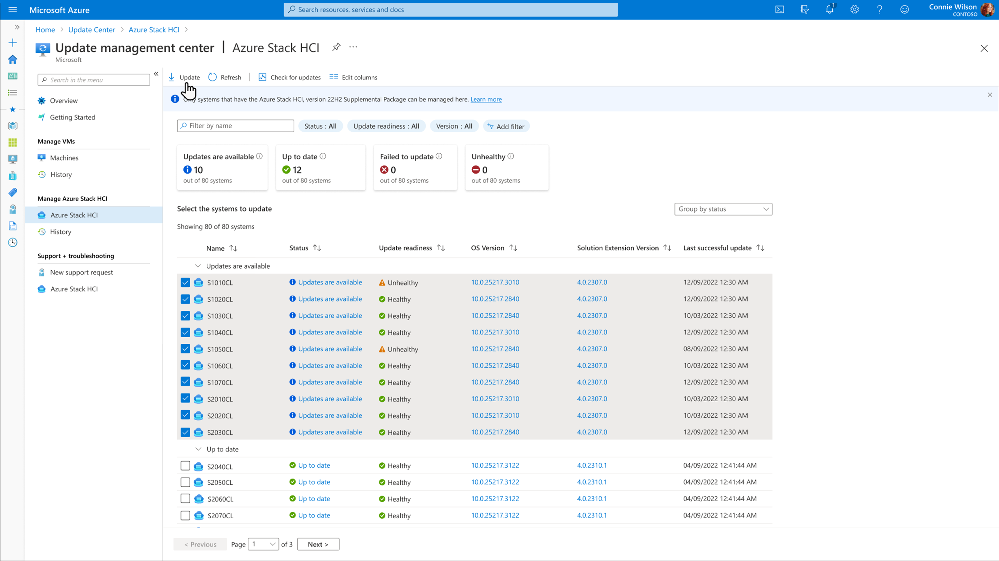 Microsoft Azure
Search resources, services and docs
1
Connie Wilson
CONTOSO
Home > Update Center > Azure Stack HCI >
Update management center | Azure Stack HCI
Microsoft
Search in the menu
Overview
Getting Started
Manage VMs
Machines
History
Manage Azure Stack HCI
Azure Stack HCI
History
Support + troubleshooting
New support request
Azure Stack HCI
Update Refresh | Check for updates Edit columns
systems that have the Azure Stack HCI, version 22H2 Supplemental Package can be managed here. Learn more
Filter by name Status : All Update readiness : All Version : All Add filter
Updates are available
10
out of 80 systems
Up to date
12
out of 80 systems
Failed to update
0
out of 80 systems
Unhealthy
0
out of 80 systems
Select the systems to update
Group by status
Showing 80 of 80 systems
Name Status Update readiness OS Version Solution Extension Version Last successful update
Updates are available
S1010CL Updates are available Unhealthy 10.0.25217.3010 4.0.2307.0 12/09/2022 12:30 AM
S1020CL Updates are available Healthy 10.0.25217.2840 4.0.2307.0 12/09/2022 12:30 AM
S1030CL Updates are available Healthy 10.0.25217.2840 4.0.2307.0 10/03/2022 12:30 AM
S1040CL Updates are available Healthy 10.0.25217.3010 4.0.2307.0 12/09/2022 12:30 AM
S1050CL Updates are available Unhealthy 10.0.25217.2840 4.0.2307.0 08/09/2022 12:30 AM
S1060CL Updates are available Healthy 10.0.25217.2840 4.0.2307.0 10/03/2022 12:30 AM
S1070CL Updates are available Healthy 10.0.25217.2840 4.0.2307.0 12/09/2022 12:30 AM
S2010CL Updates are available Healthy 10.0.25217.3010 4.0.2307.0 10/03/2022 12:30 AM
S2020CL Updates are available Healthy 10.0.25217.3010 4.0.2307.0 10/03/2022 12:30 AM
S2030CL Updates are available Healthy 10.0.25217.2840 4.0.2307.0 12/09/2022 12:30 AM
Up to date
S2040CL Up to date Healthy 10.0.25217.3122 4.0.2310.1 04/09/2022 12:41:44 AM
S2050CL Up to date Healthy 10.0.25217.3122 4.0.2310.1 04/09/2022 12:41:44 AM
S2060CL Up to date Healthy 10.0.25217.3122 4.0.2310.1 04/09/2022 12:41:44 AM
S2070CL Up to date Healthy 10.0.25217.3122 4.0.2310.1 04/09/2022 12:41:44 AM
< Previous Page 1 of 3 Next >